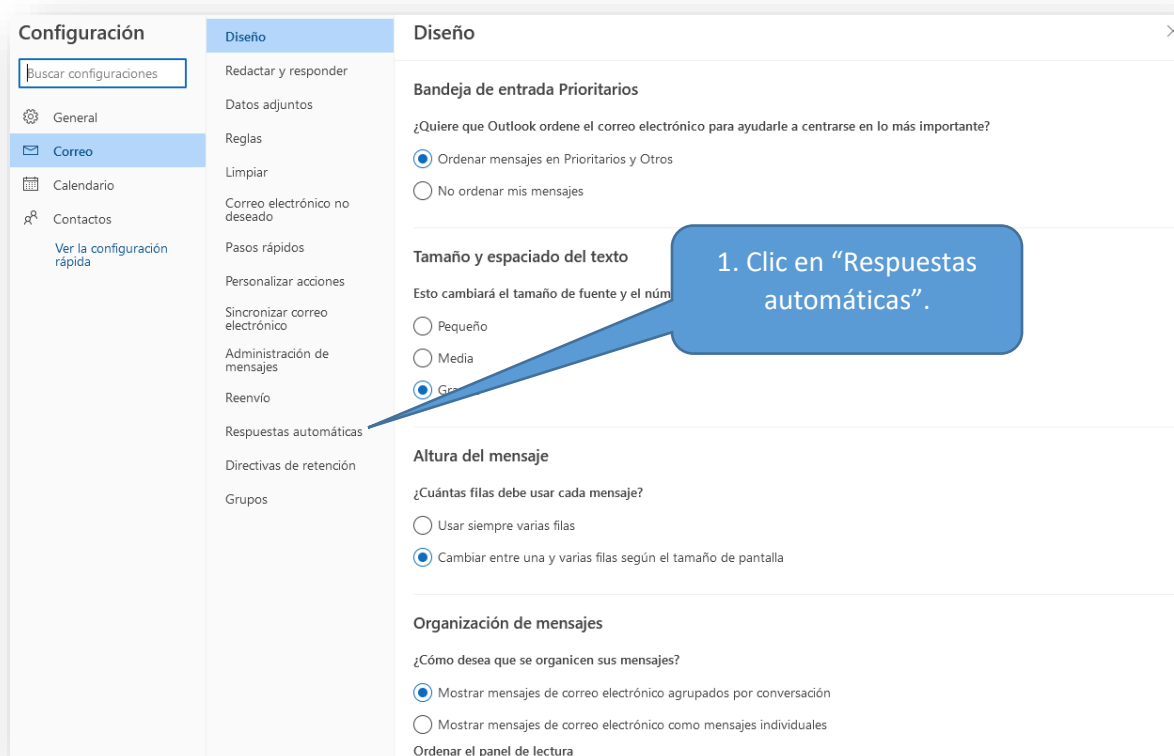 Configuración
Buscar configuraciones
General
Correo
Calendario
Contactos
Ver la configuración
rápida
Diseño
Redactar y responder
Datos adjuntos
Reglas
Limpiar
Correo electrónico no
deseado
Pasos rápidos
Personalizar acciones
Sincronizar correo
electrónico
Administración de
mensajes
Reenvío
Respuestas automáticas
Directivas de retención
Grupos
Diseño
Bandeja de entrada Prioritarios
¿Quiere que Outlook ordene el correo electrónico para ayudarle a centrarse en lo más importante?
Ordenar mensajes en Prioritarios y Otros
No ordenar mis mensajes
Tamaño y espaciado del texto
Esto cambiará el tamaño de fuente y el núm
Pequeño
Media
1. Clic en “Respuestas
automáticas”.
Altura del mensaje
¿Cuántas filas debe usar cada mensaje?
Usar siempre varias filas
Cambiar entre una y varias filas según el tamaño de pantalla
Organización de mensajes
¿Cómo desea que se organicen sus mensajes?
Mostrar mensajes de correo electrónico agrupados por conversación
Mostrar mensajes de correo electrónico como mensajes individuales
Ordenar el panel de lectura